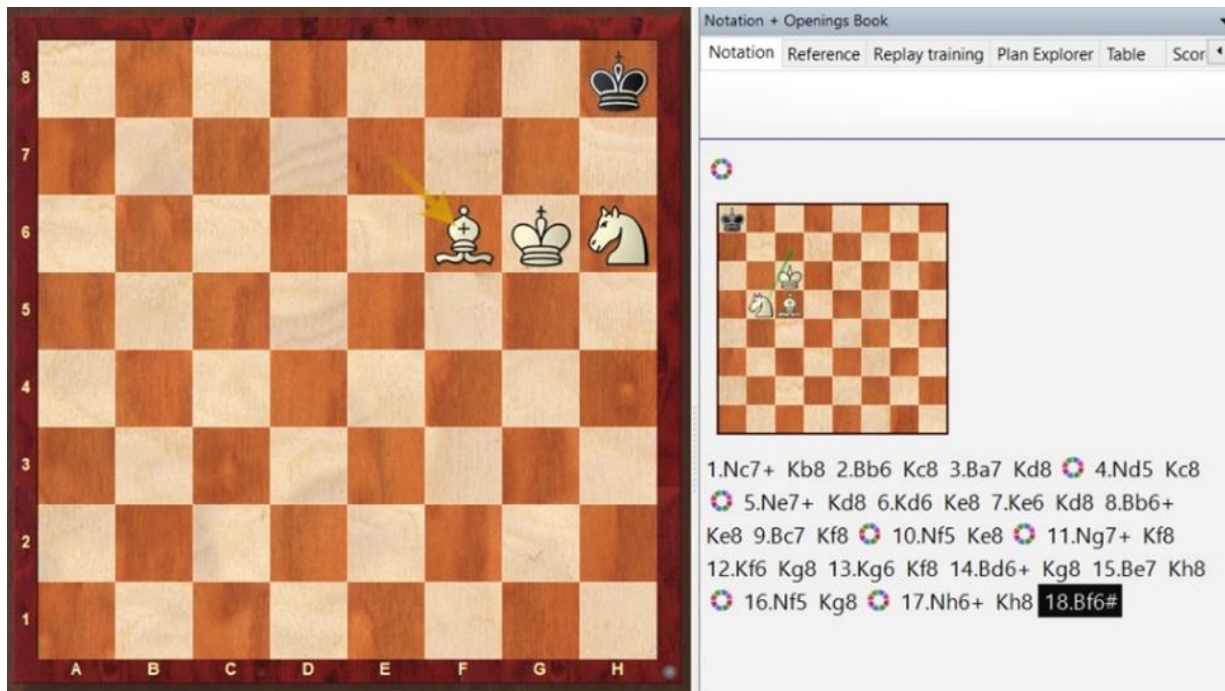 Notation + Openings Book
Notation Reference Replay training Plan Explorer Table Scor
8
7
6
5
4
3
2
1
A B C D E F G H
1.Nc7+ Kb8 2.Bb6 Kc8 3.Ba7 Kd8 4.Nd5 Kc8
5.Ne7+ Kd8 6.Kd6 Ke8 7.Ke6 Kd8 8.Bb6+
Ke8 9.Bc7 Kf8 10.Nf5 Ke8 11.Ng7+ Kf8
12.Kf6 Kg8 13.Kg6 Kf8 14.Bd6+ Kg8 15.Be7 Kh8
16.Nf5 Kg8 17.Nh6+ Kh8 18.Bf6#